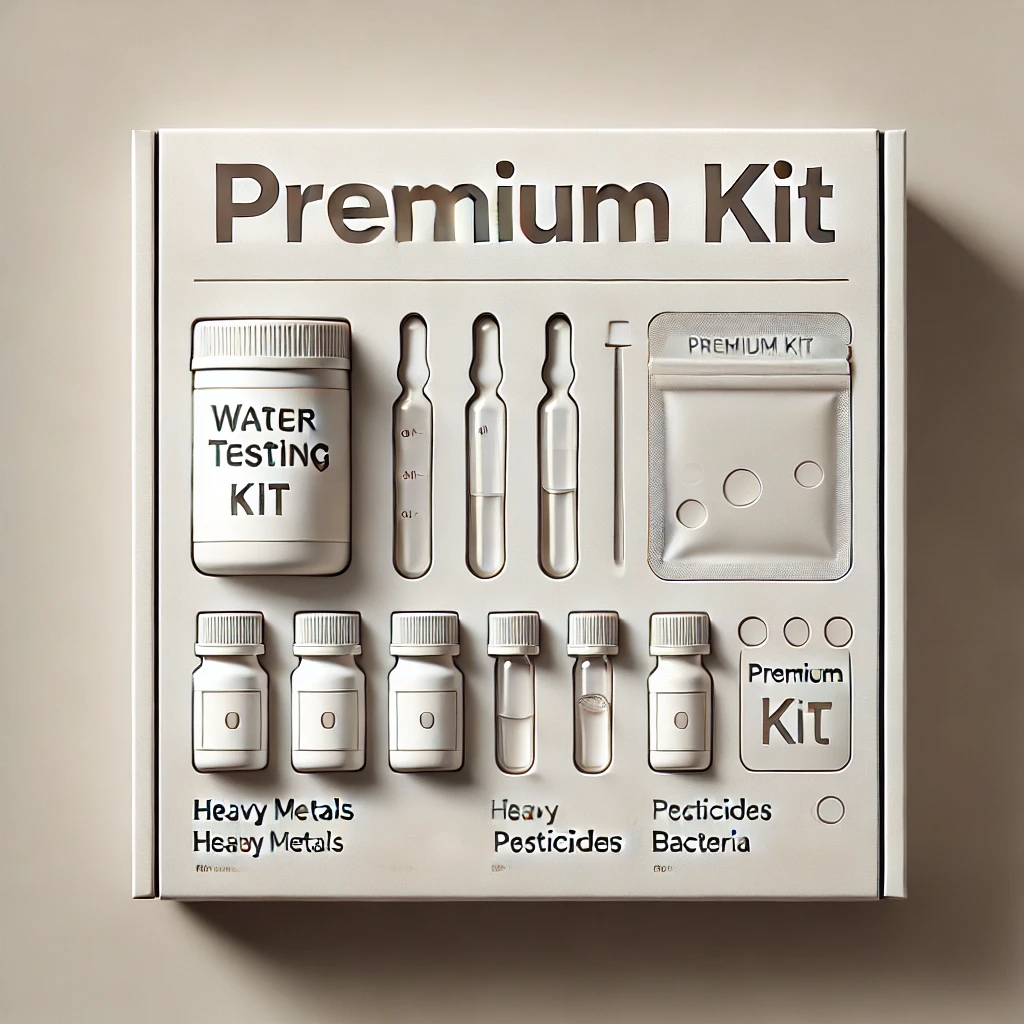 Premium Kit
WATER
TESTING
KIT
PREMIUM KIT
Premium
KiT
Heavy Metals
Heavy Metals
Heavy
Pesticides
Pecticides
Bacteria